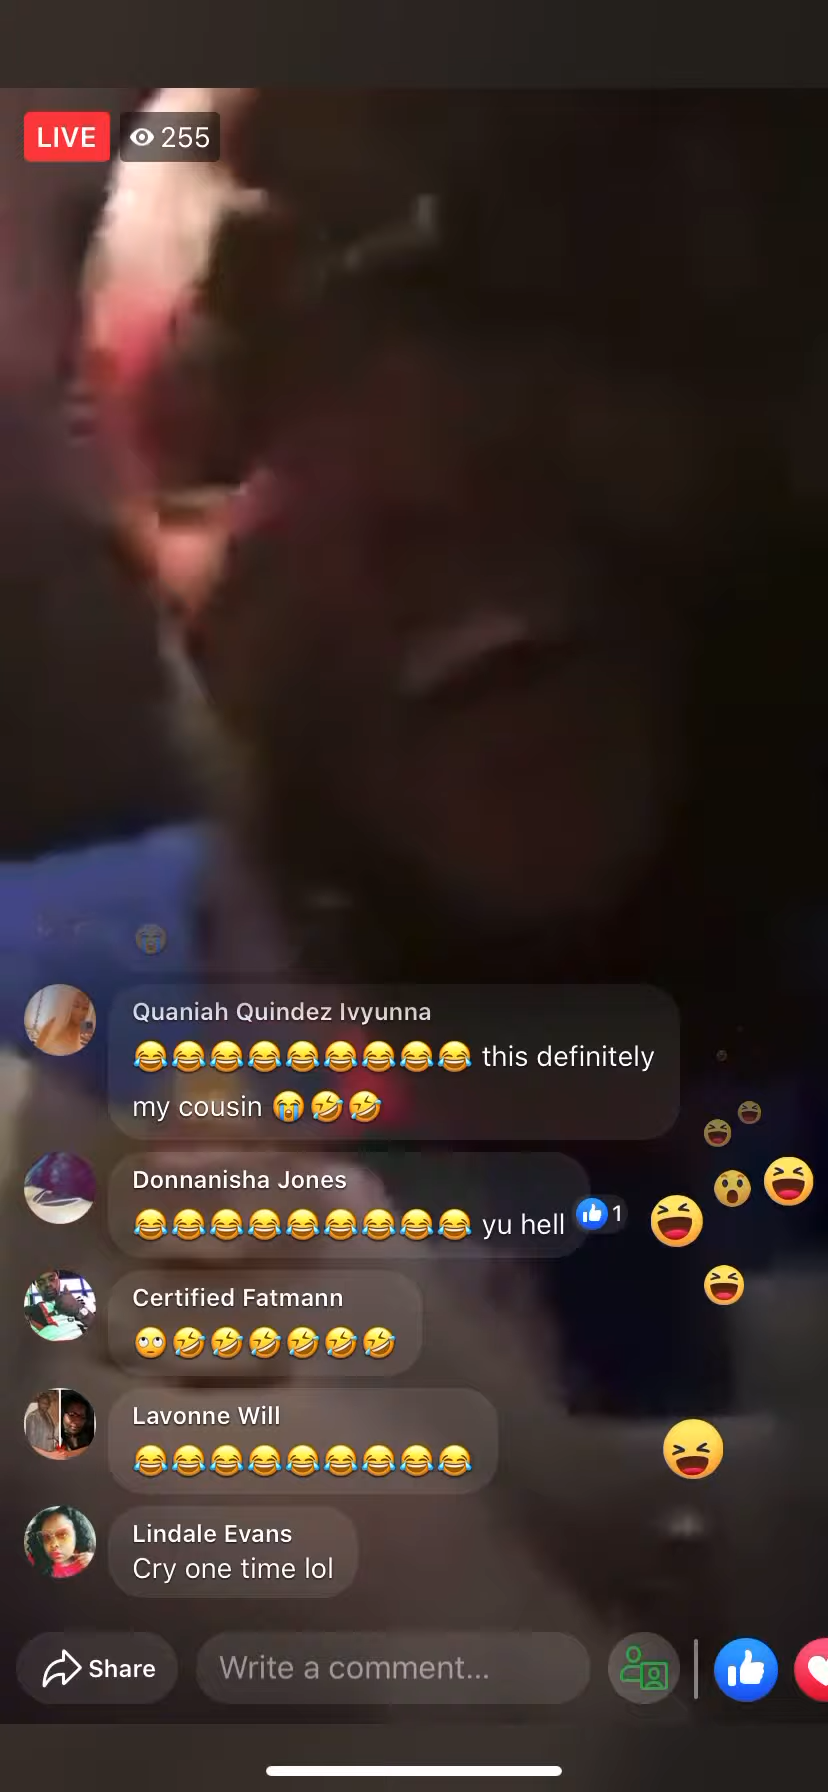 LIVE 255
Quaniah Quindez Ivyunna
😂😂😂😂😂😂😂😂😂 this definitely
my cousin 😭🤣🤣
Donnanisha Jones
😂😂😂😂😂😂😂😂😂 yu hell 1
Certified Fatmann
🙄🤣🤣🤣🤣🤣🤣
Lavonne Will
😂😂😂😂😂😂😂😂😂
Lindale Evans
Cry one time lol
Share Write a comment...